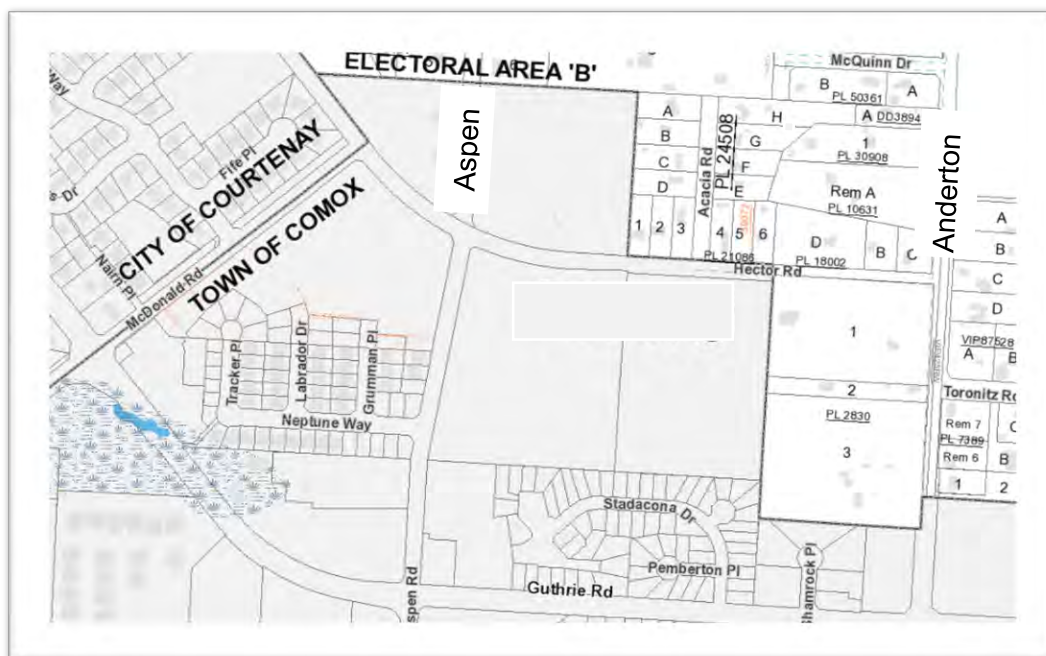 ELECTORAL AREA 'B'
McQuinn Dr
B
A
PL 50361
Way
Aspen
A
B
C
D
Acacia Rd
PL 24508
H
G
F
E
A DD3894
1
PL 30908
Rem A
PL 10631
Anderton
Fife Pl
s Dr
CITY OF COURTENAY
TOWN OF COMOX
Nairn Pl
McDonald Rd
1
2
3
4
5
6
PL 21086
D
PL 18002
B
C
Hector Rd
A
B
C
D
VIP87528
A
B
1
2
PL 2830
3
Toronitz Rd
Rem 7
PL 7389
Rem 6
C
B
1
2
Tracker Pl
Labrador Dr
Grumman Pl
Neptune Way
Stadacona Dr
Pemberton Pl
Shamrock Pl
Guthrie Rd
spen Rd